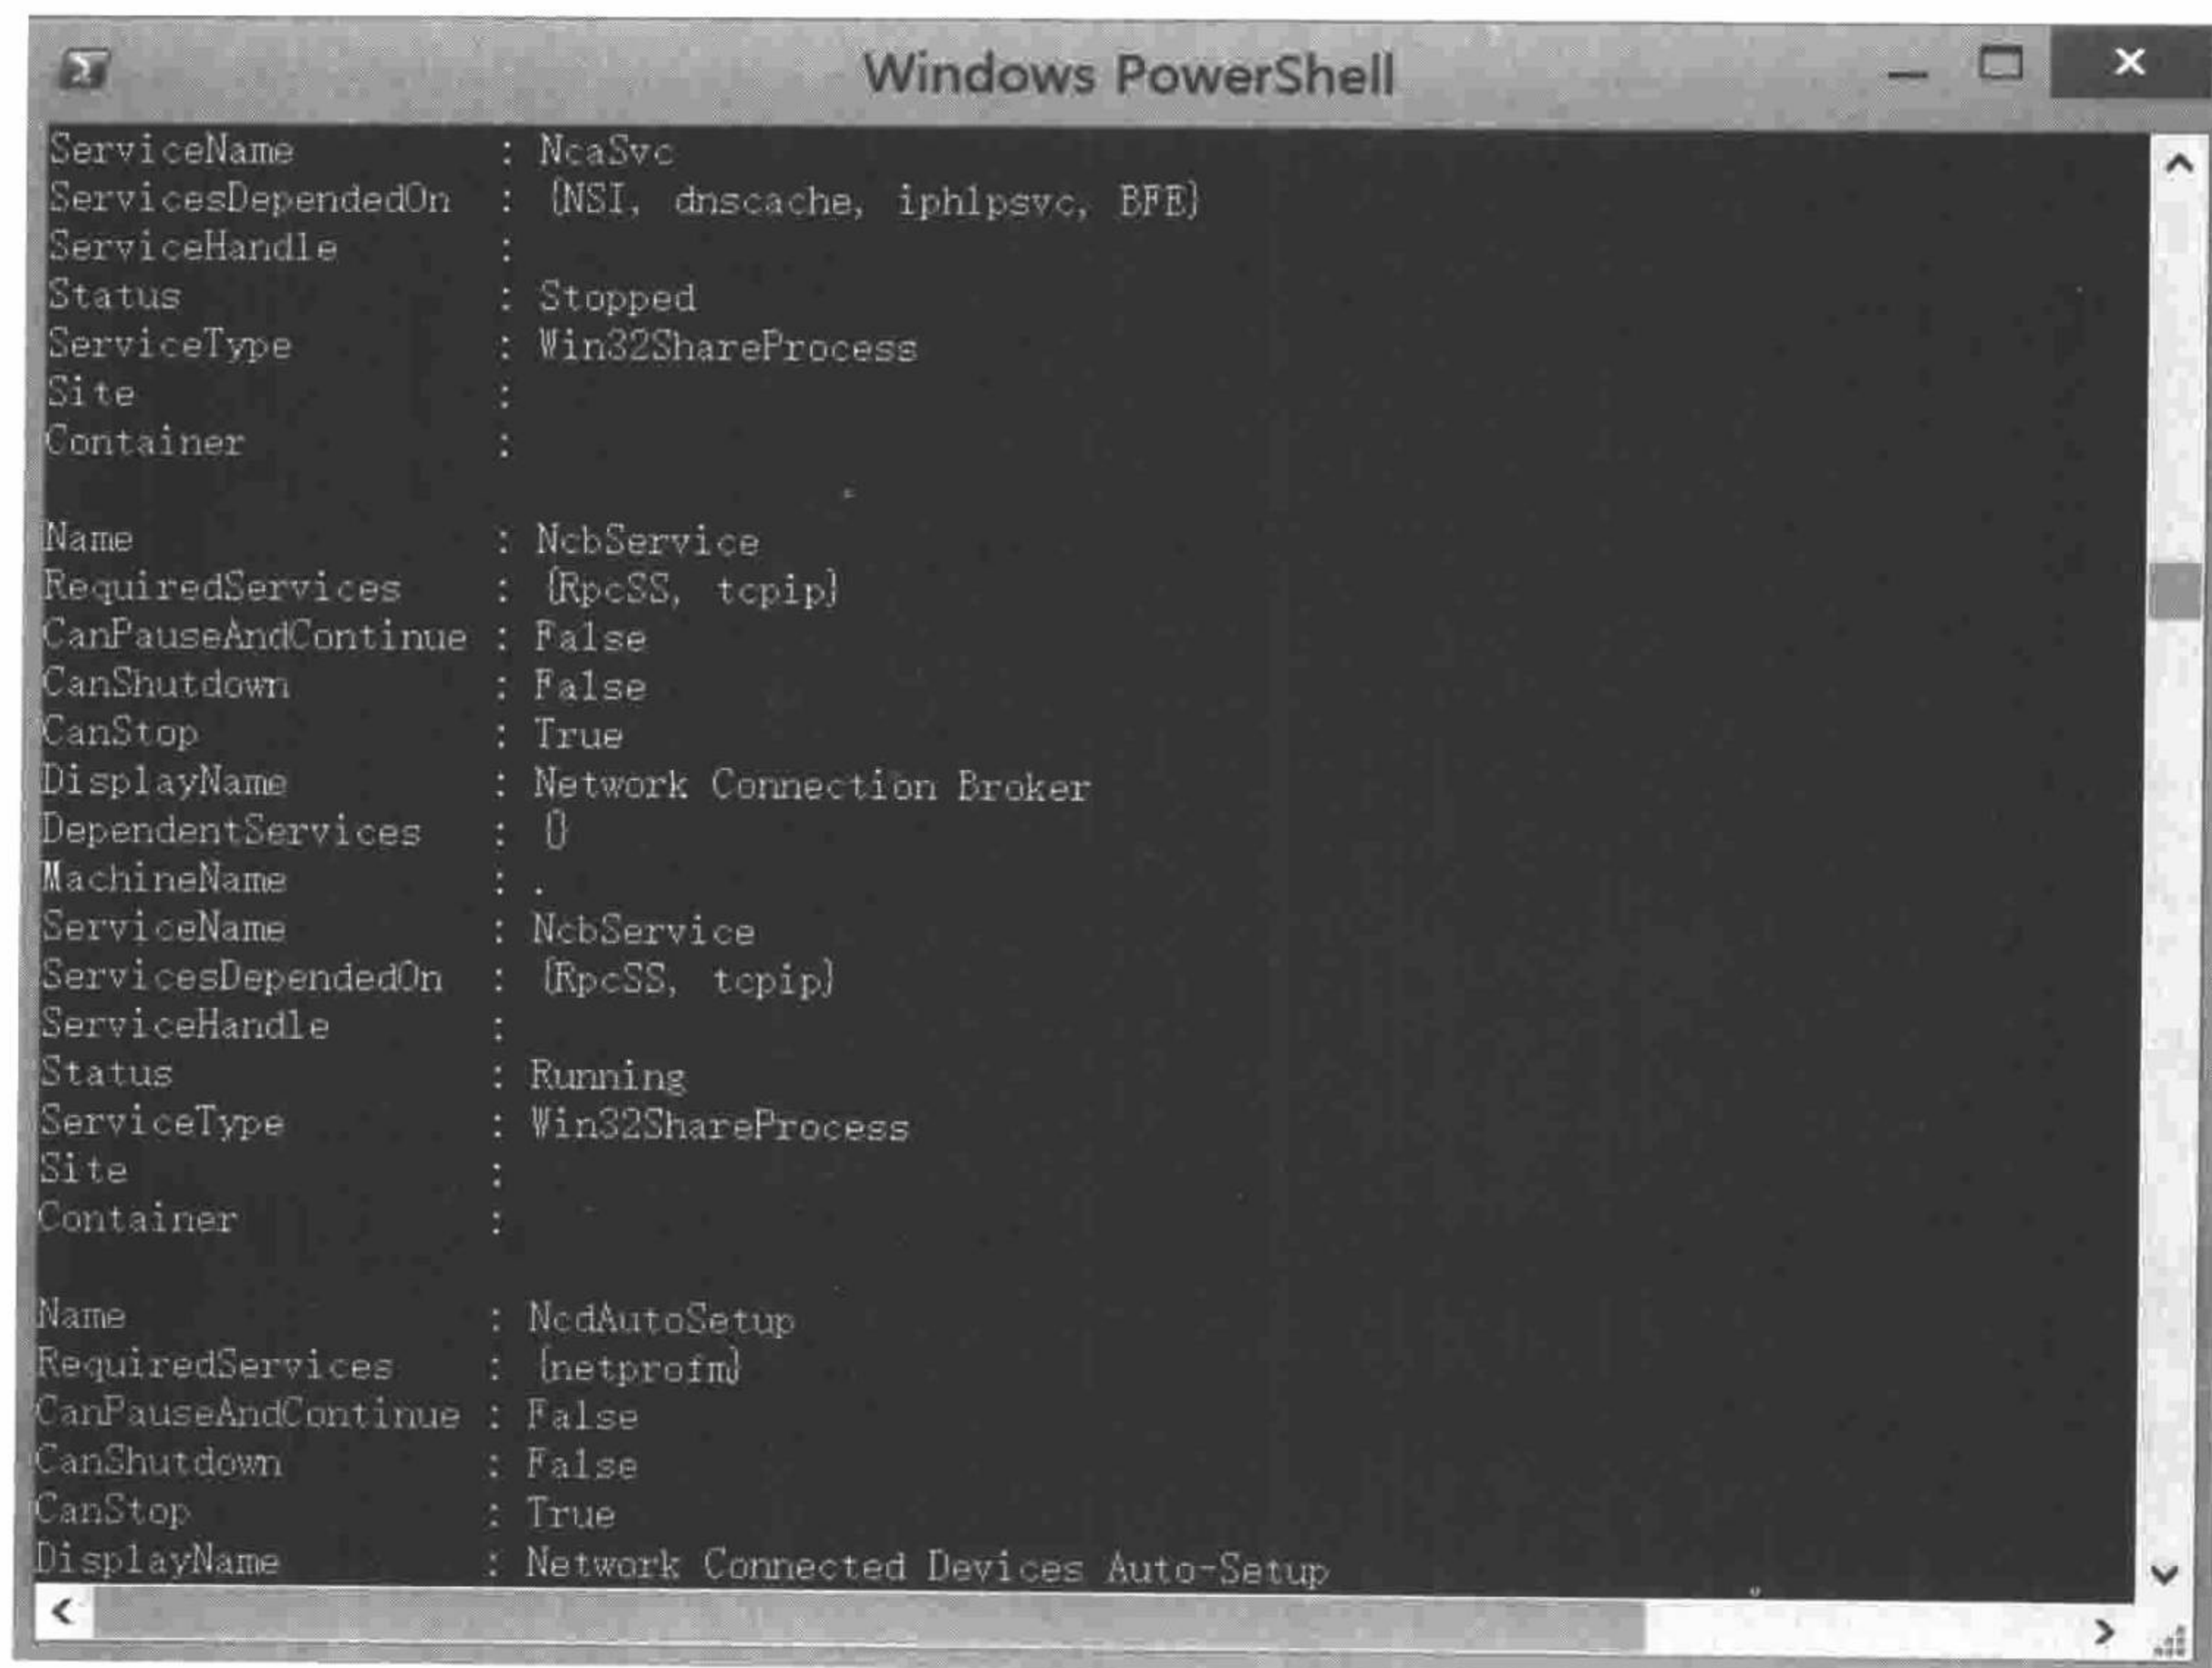 Windows PowerShell
ServiceName : NcaSvc
ServicesDependedOn : {NSI, dnscache, iphlpsvc, BFE}
ServiceHandle :
Status : Stopped
ServiceType : Win32ShareProcess
Site :
Container :
Name : NcbService
RequiredServices : {RpcSS, tcpip}
CanPauseAndContinue : False
CanShutdown : False
CanStop : True
DisplayName : Network Connection Broker
DependentServices : {}
MachineName : .
ServiceName : NcbService
ServicesDependedOn : {RpcSS, tcpip}
ServiceHandle :
Status : Running
ServiceType : Win32ShareProcess
Site :
Container :
Name : NcdAutoSetup
RequiredServices : {netprofm}
CanPauseAndContinue : False
CanShutdown : False
CanStop : True
DisplayName : Network Connected Devices Auto-Setup